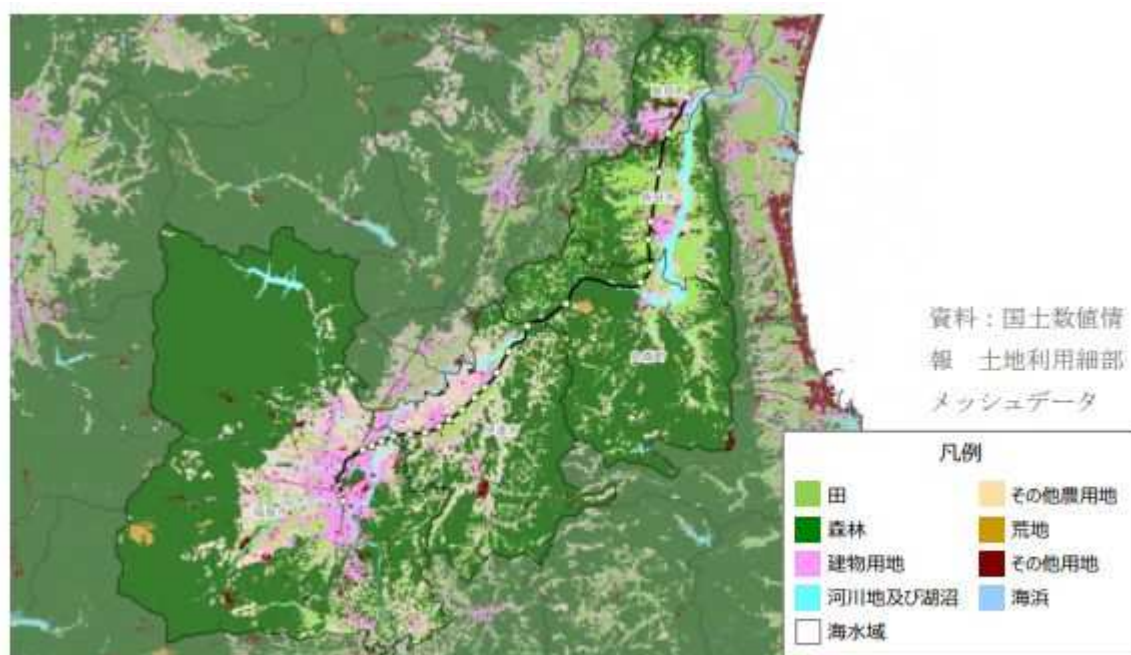 資料：国土数値情
報　土地利用細部
メッシュデータ
凡例
田
その他農用地
森林
荒地
建物用地
その他用地
河川地及び湖沼
海浜
海水域